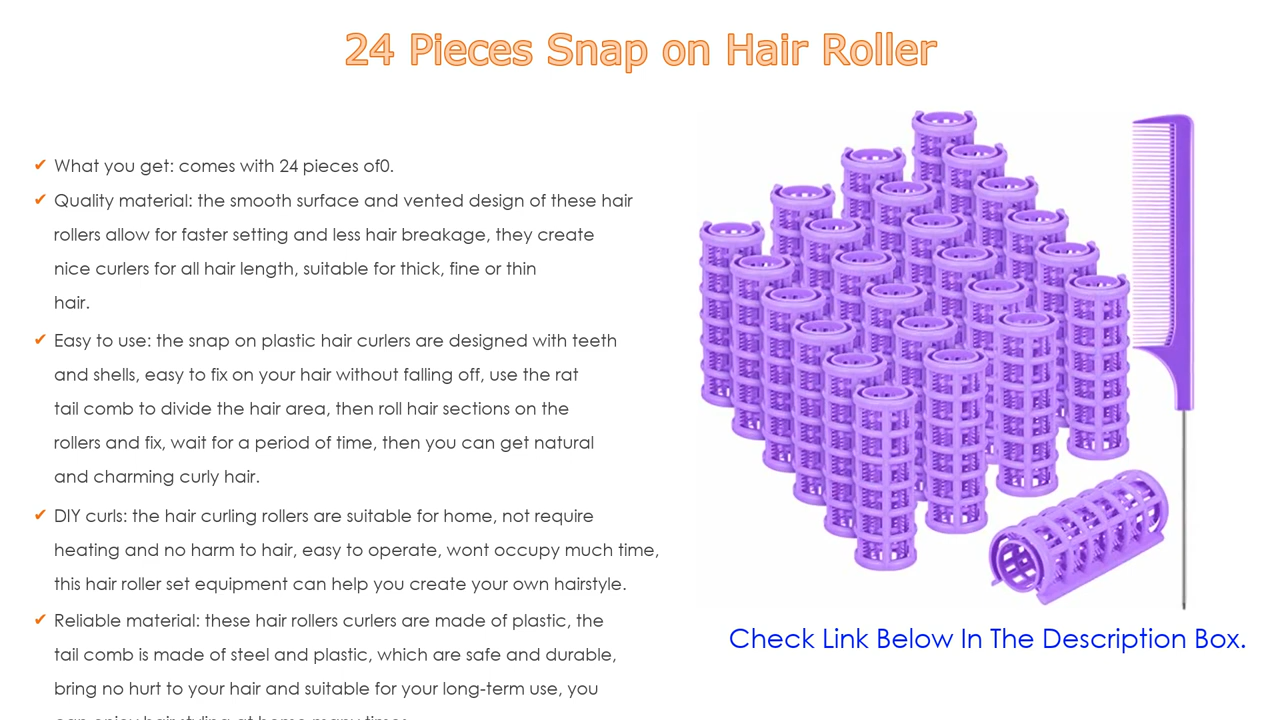 24 Pieces Snap on Hair Roller
✔ What you get: comes with 24 pieces of0.
✔ Quality material: the smooth surface and vented design of these hair
rollers allow for faster setting and less hair breakage, they create
nice curlers for all hair length, suitable for thick, fine or thin
hair.
✔ Easy to use: the snap on plastic hair curlers are designed with teeth
and shells, easy to fix on your hair without falling off, use the rat
tail comb to divide the hair area, then roll hair sections on the
rollers and fix, wait for a period of time, then you can get natural
and charming curly hair.
✔ DIY curls: the hair curling rollers are suitable for home, not require
heating and no harm to hair, easy to operate, wont occupy much time,
this hair roller set equipment can help you create your own hairstyle.
✔ Reliable material: these hair rollers curlers are made of plastic, the
tail comb is made of steel and plastic, which are safe and durable,
bring no hurt to your hair and suitable for your long-term use, you
can enjoy hair styling at home many times.
Check Link Below In The Description Box.